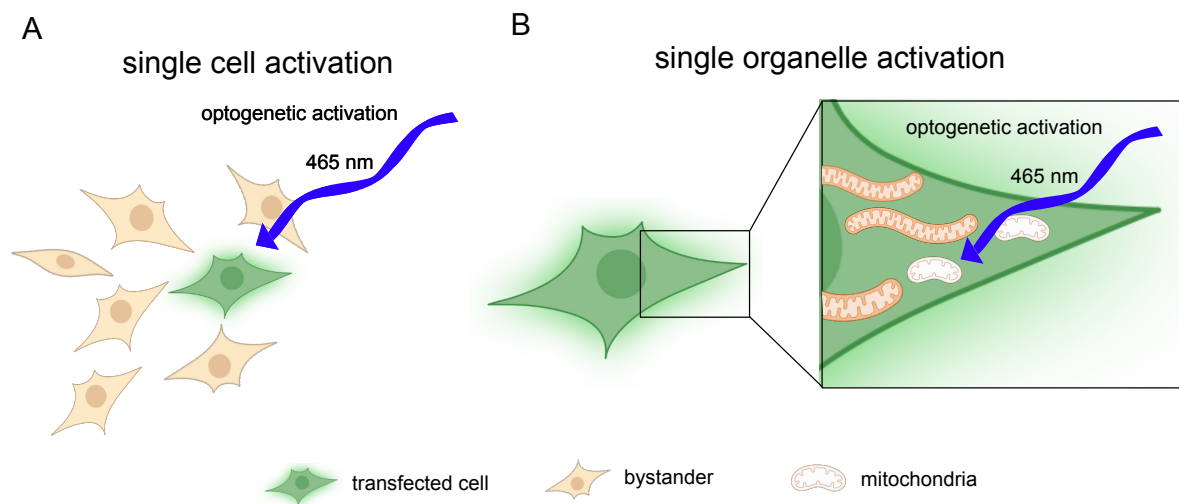 A
single cell activation
optogenetic activation
465 nm
B
single organelle activation
optogenetic activation
465 nm
transfected cell
bystander
mitochondria